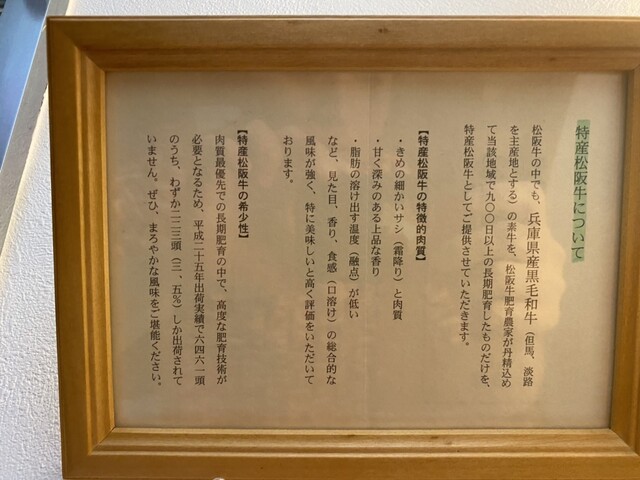 特産松阪牛について
松阪牛の中でも、兵庫県産黒毛和牛（但馬、淡路
を主産地とする）の素牛を、松阪牛肥育農家が丹精込め
て当該地域で九〇〇日以上の長期肥育したものだけを、
特産松阪牛としてご提供させていただきます。
【特産松阪牛の特徴的肉質】
・きめの細かいサシ（霜降り）と肉質
・甘く深みのある上品な香り
・脂肪の溶け出す温度（融点）が低い
など、見た目、香り、食感（口溶け）の総合的な
風味が強く、特に美味しいと高く評価をいただいて
おります。
【特産松阪牛の希少性】
肉質最優先での長期肥育の中で、高度な肥育技術が
必要となるため、平成二十五年出荷実績で六四六一頭
のうち、わずか二二三頭（三、五％）しか出荷されて
いません。ぜひ、まろやかな風味をご堪能ください。